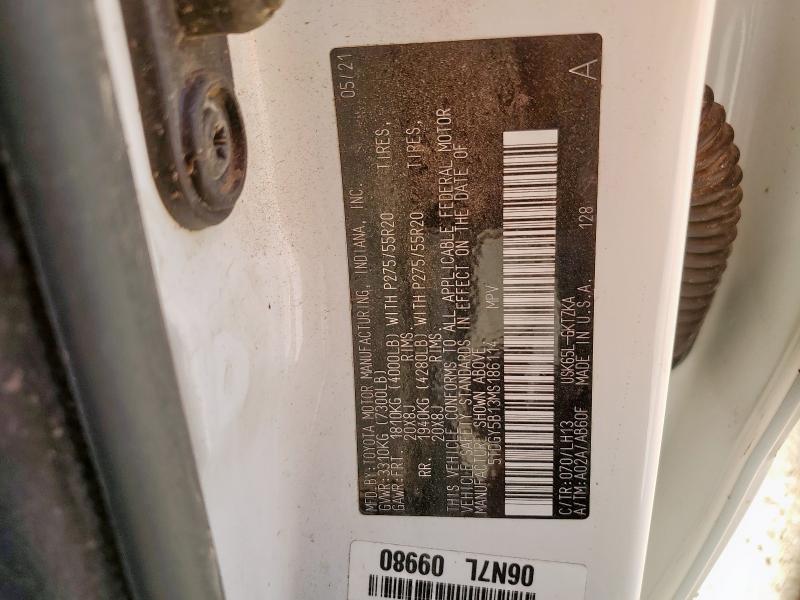 MFD.BY:TOYOTA MOTOR MANUFACTURING, INDIANA, INC. 05/21
GVWR:3310KG (7300LB)
GAWR:FRT. 1810KG (4000LB) WITH P275/55R20 TIRES,
20X8J RIMS,
RR. 1940KG (4280LB) WITH P275/55R20 TIRES,
20X8J RIMS
THIS VEHICLE CONFORMS TO ALL APPLICABLE FEDERAL MOTOR
VEHICLE SAFETY STANDARDS IN EFFECT ON THE DATE OF
MANUFACTURE SHOWN ABOVE.
5TDGY5B13MS186114 MPV
C/TR:070/LH13 USK65L-BKTZKA 128 A
A/TM:A02A/AB60F MADE IN U.S.A.
06N7L 09980